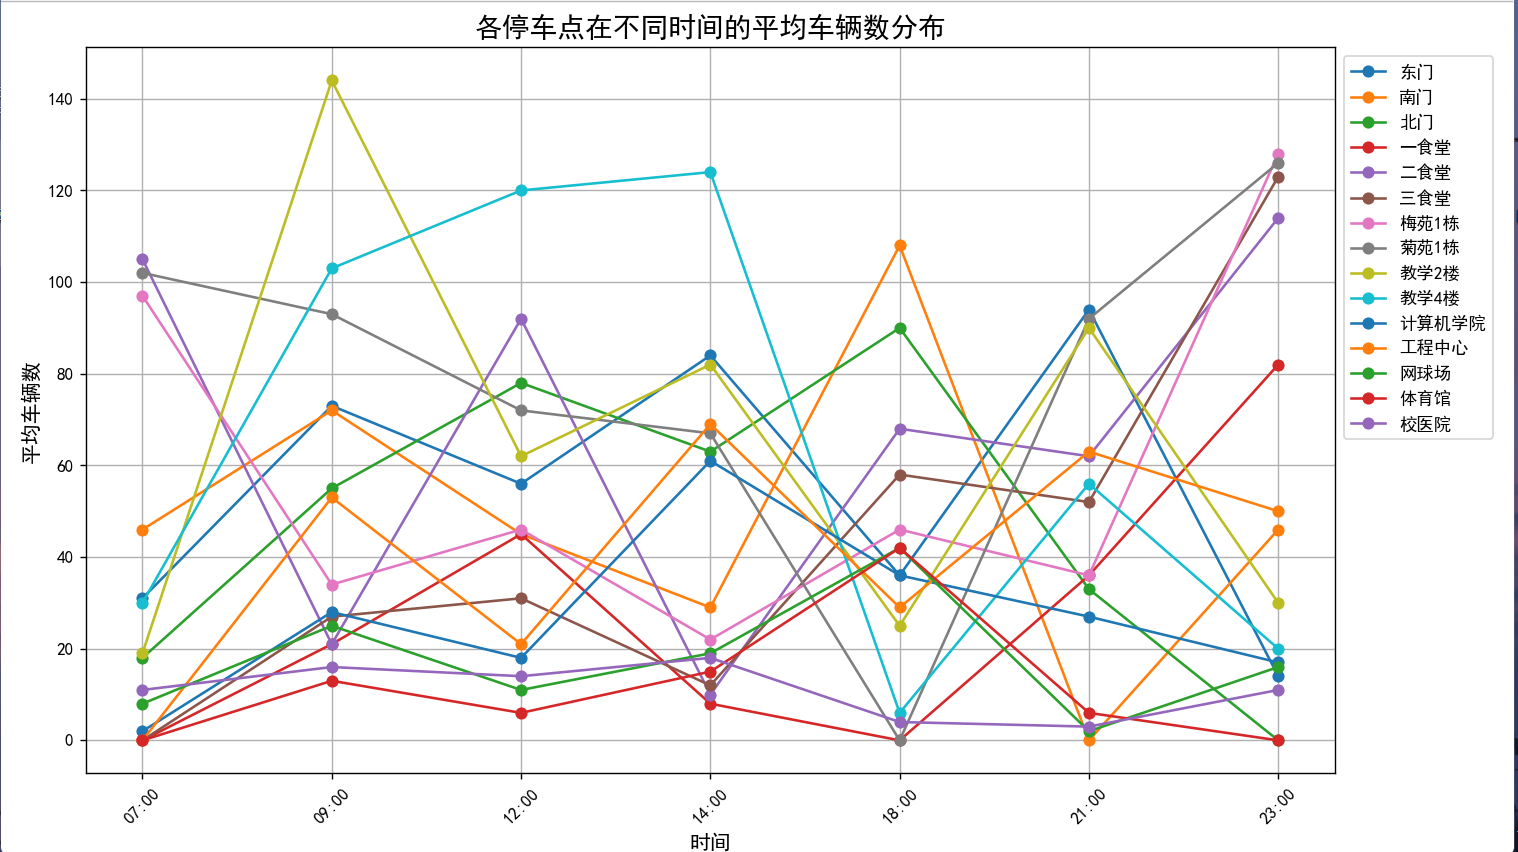 各停车点在不同时间的平均车辆数分布
平均车辆数
140
120
100
80
60
40
20
0
07:00
09:00
12:00
14:00
18:00
21:00
23:00
时间
东门
南门
北门
一食堂
二食堂
三食堂
梅苑1栋
菊苑1栋
教学2楼
教学4楼
计算机学院
工程中心
网球场
体育馆
校医院